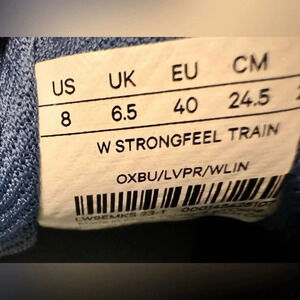 US UK EU CM
8 6.5 40 24.5
W STRONGFEEL TRAIN
OXBU/LVPR/WLIN